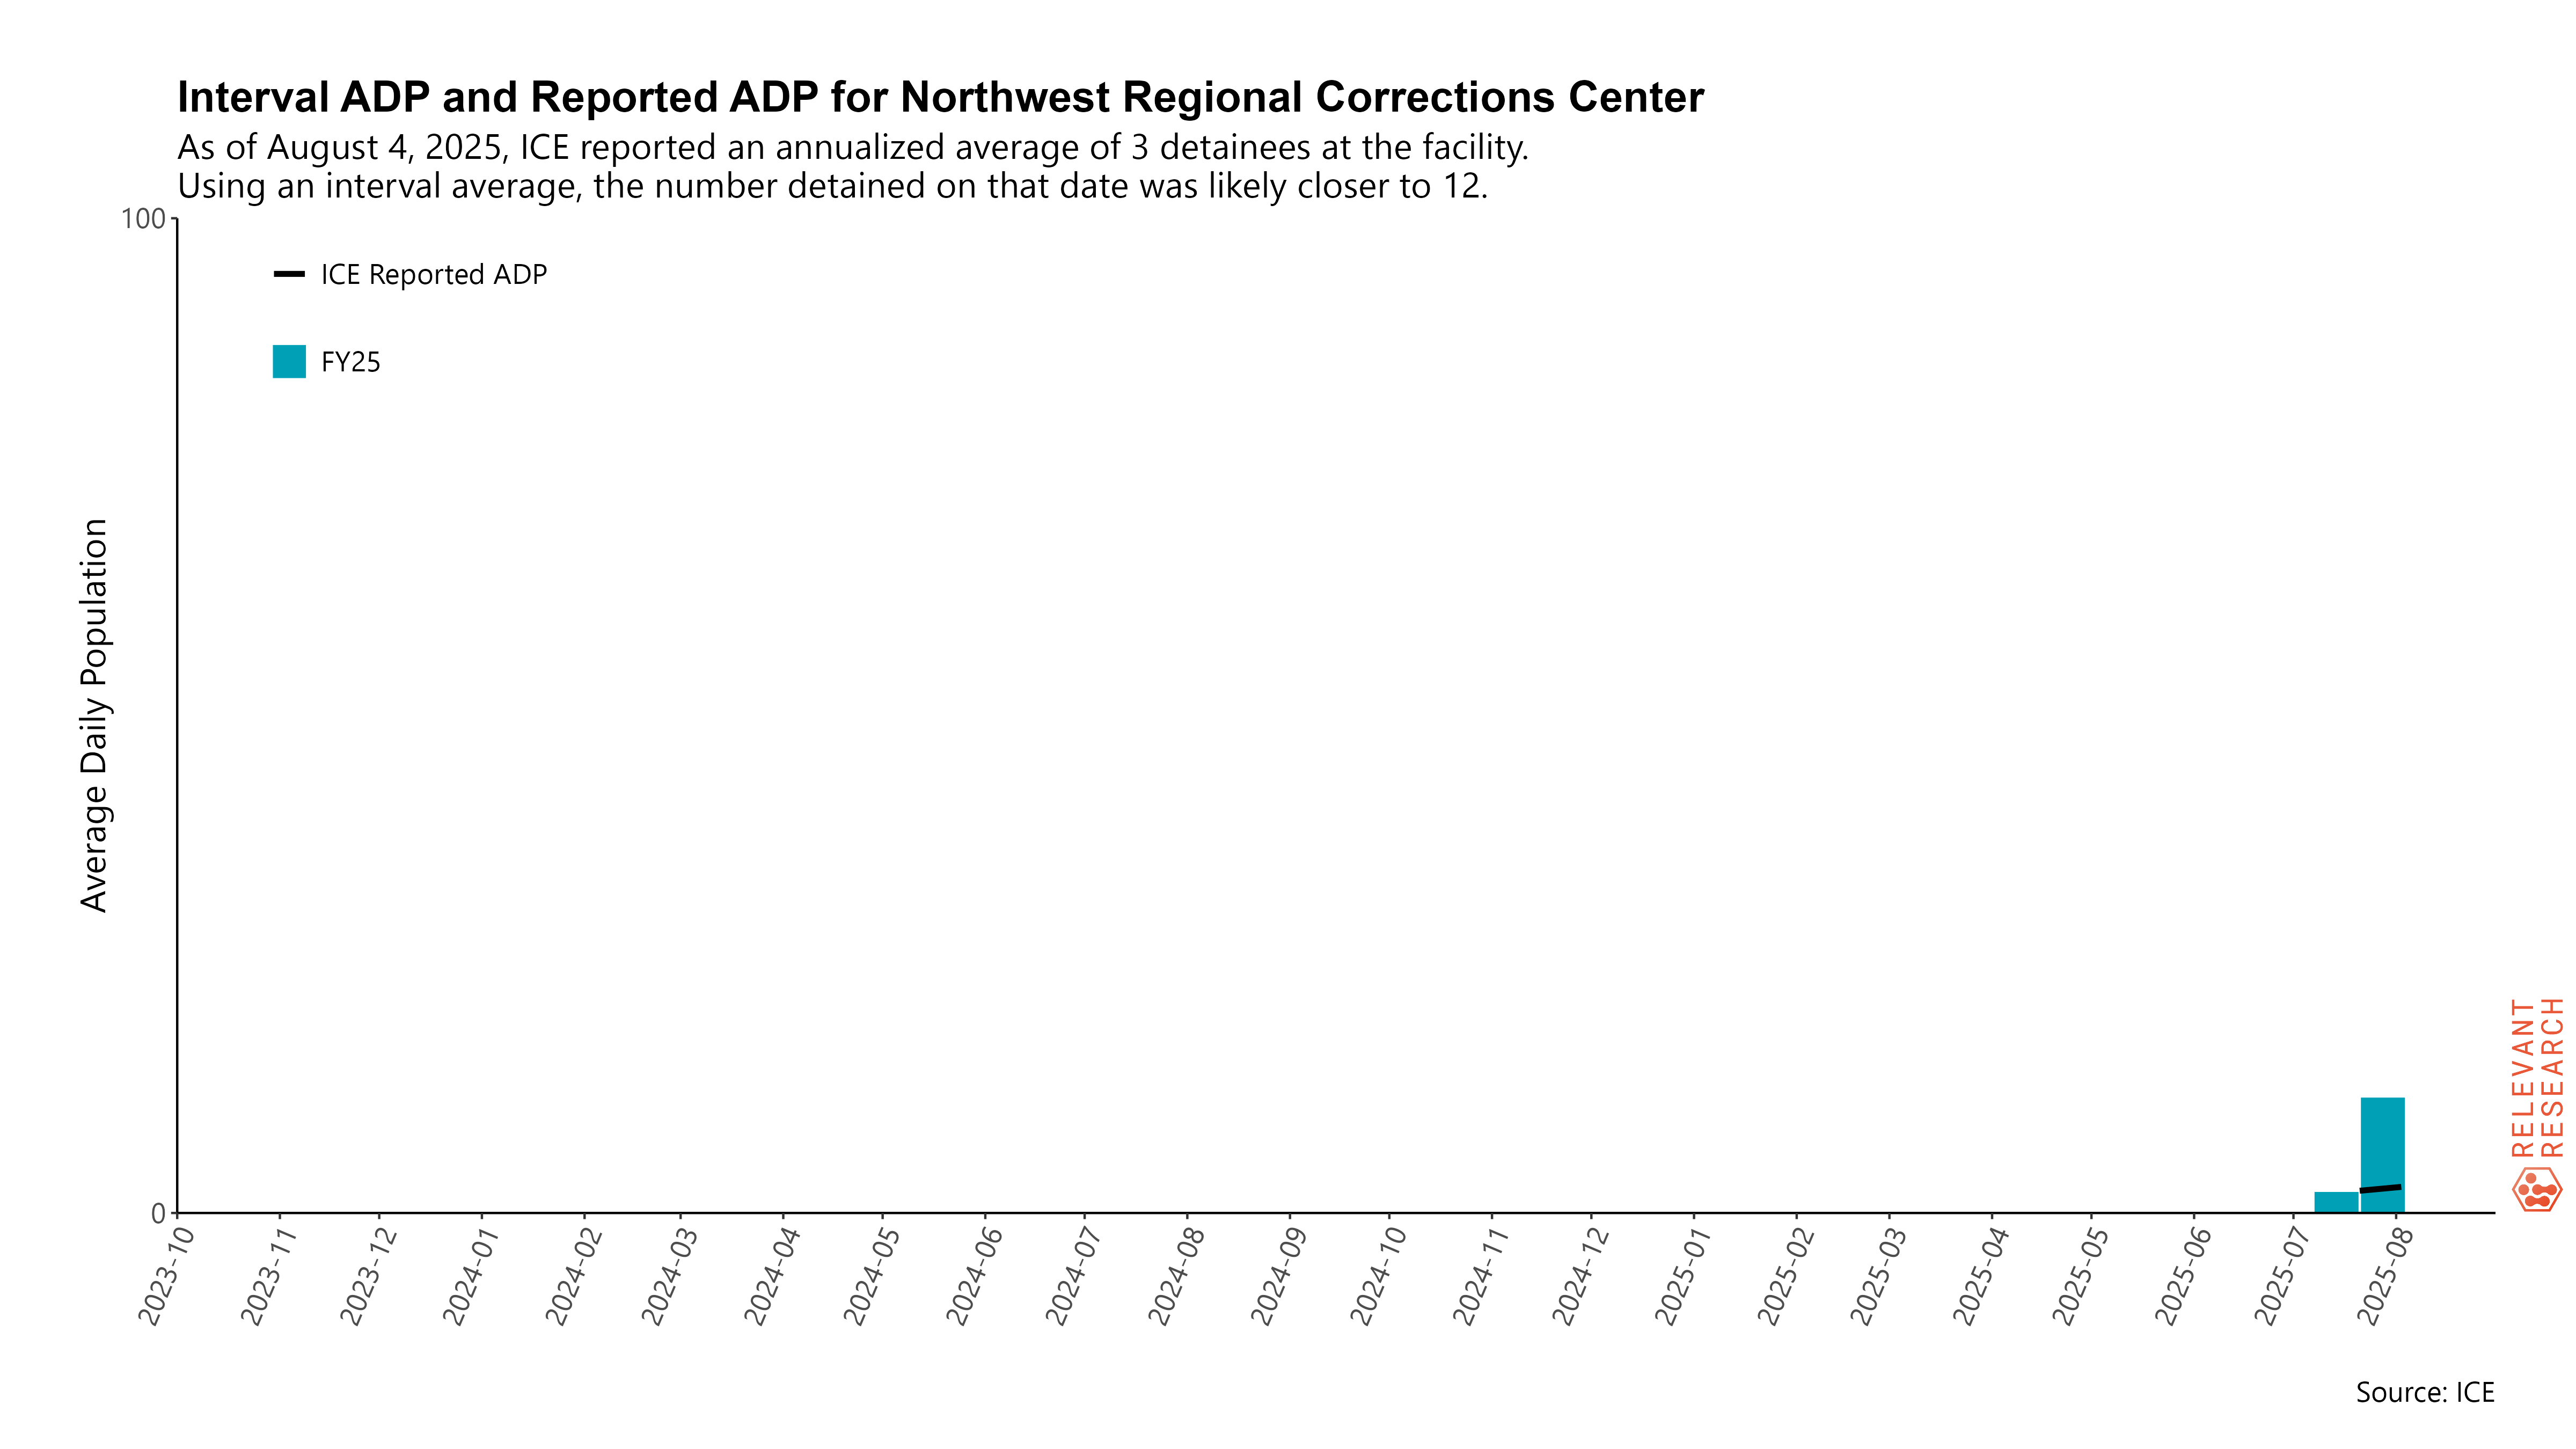 Interval ADP and Reported ADP for Northwest Regional Corrections Center
As of August 4, 2025, ICE reported an annualized average of 3 detainees at the facility.
Using an interval average, the number detained on that date was likely closer to 12.
100
ICE Reported ADP
FY25
Average Daily Population
0
2023-10
2023-11
2023-12
2024-01
2024-02
2024-03
2024-04
2024-05
2024-06
2024-07
2024-08
2024-09
2024-10
2024-11
2024-12
2025-01
2025-02
2025-03
2025-04
2025-05
2025-06
2025-07
2025-08
RELEVANT
RESEARCH
Source: ICE